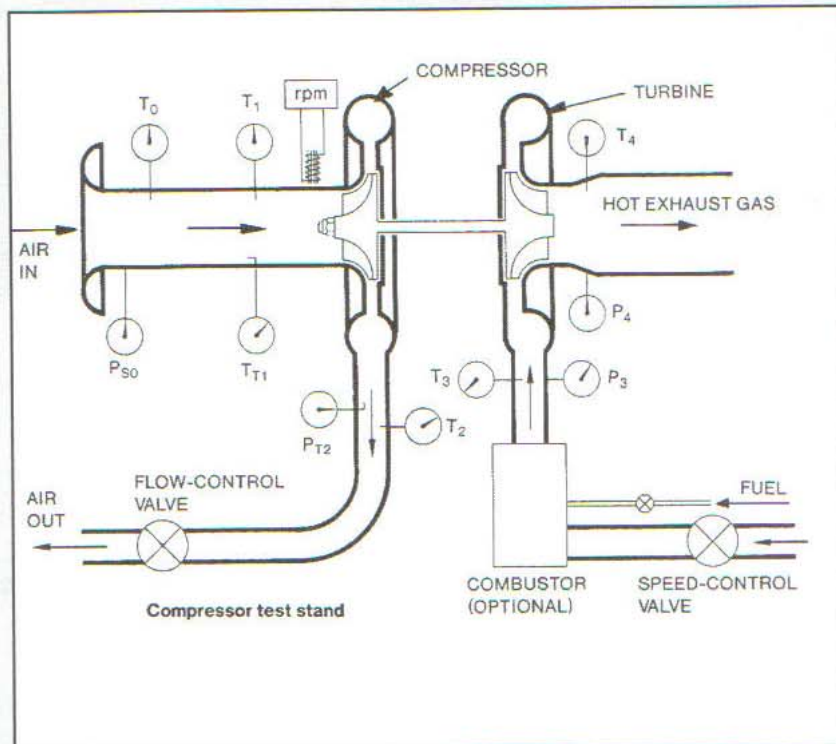 COMPRESSOR
TURBINE
rpm
T0
T1
T4
AIR
IN
HOT EXHAUST GAS
PS0
TT1
P4
T3
P3
PT2
T2
FLOW-CONTROL
VALVE
AIR
OUT
FUEL
COMBUSTOR
(OPTIONAL)
SPEED-CONTROL
VALVE
Compressor test stand